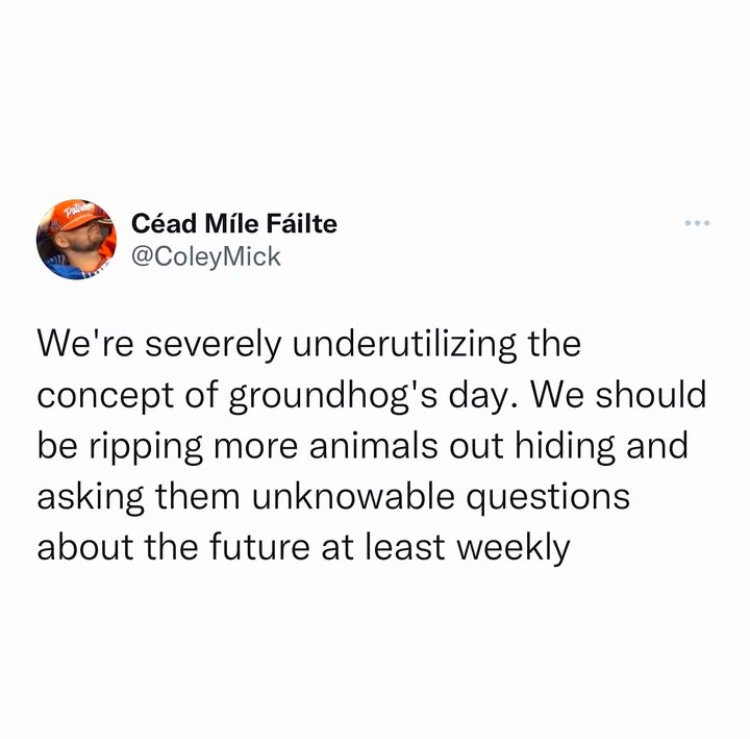 Céad Míle Fáilte
@ColeyMick
We're severely underutilizing the
concept of groundhog's day. We should
be ripping more animals out hiding and
asking them unknowable questions
about the future at least weekly